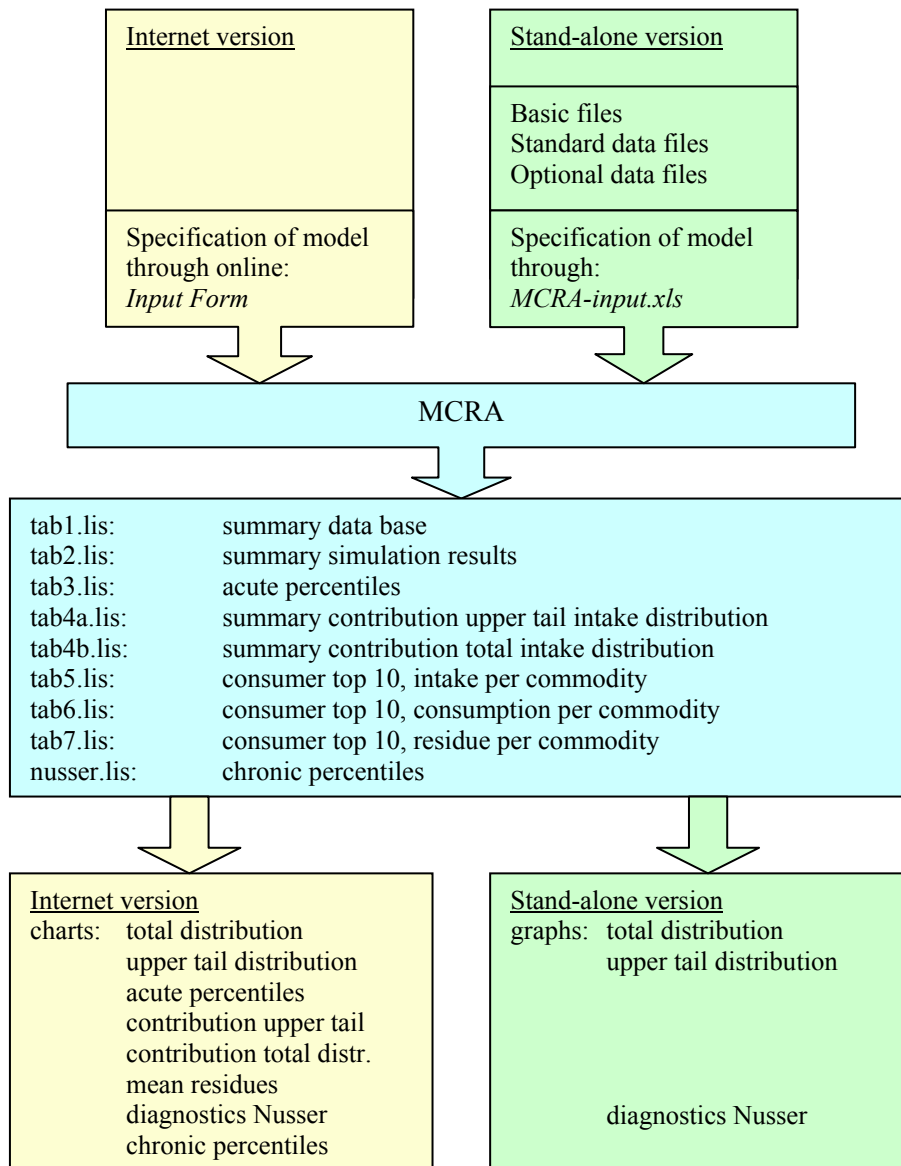 Internet version
Specification of model
through online:
Input Form
Stand-alone version
Basic files
Standard data files
Optional data files
Specification of model
through:
MCRA-input.xls
MCRA
tab1.lis: summary data base
tab2.lis: summary simulation results
tab3.lis: acute percentiles
tab4a.lis: summary contribution upper tail intake distribution
tab4b.lis: summary contribution total intake distribution
tab5.lis: consumer top 10, intake per commodity
tab6.lis: consumer top 10, consumption per commodity
tab7.lis: consumer top 10, residue per commodity
nusser.lis: chronic percentiles
Internet version
charts: total distribution
upper tail distribution
acute percentiles
contribution upper tail
contribution total distr.
mean residues
diagnostics Nusser
chronic percentiles
Stand-alone version
graphs: total distribution
upper tail distribution
diagnostics Nusser